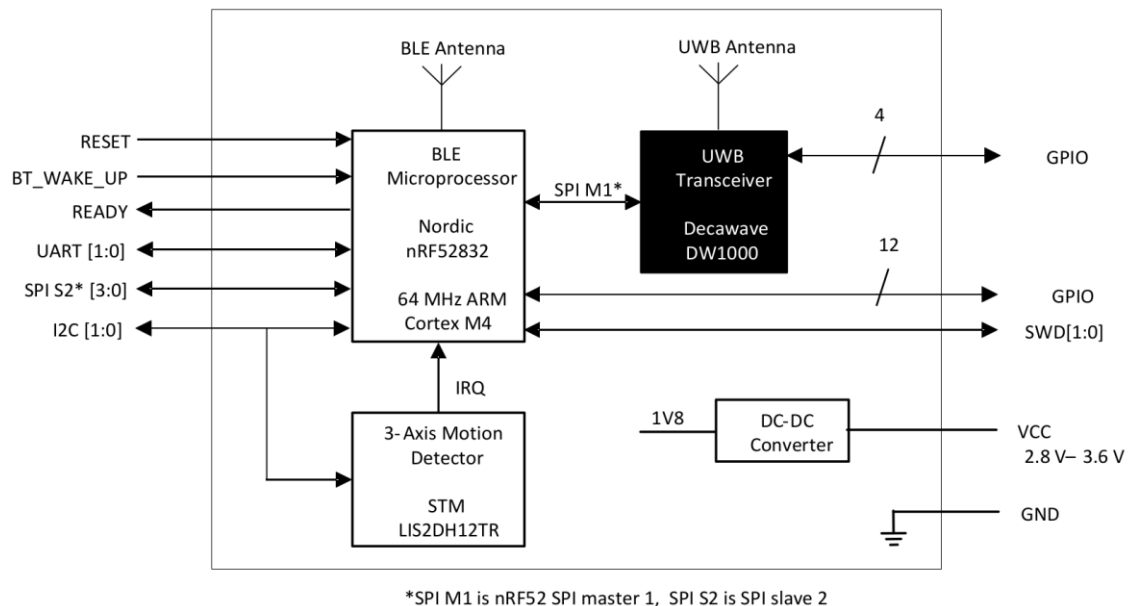 BLE Antenna
UWB Antenna
RESET
BT_WAKE_UP
READY
UART [1:0]
SPI S2* [3:0]
I2C [1:0]
BLE
Microprocessor
Nordic
nRF52832
64 MHz ARM
Cortex M4
SPI M1*
UWB
Transceiver
Decawave
DW1000
4
GPIO
12
GPIO
SWD[1:0]
IRQ
3-Axis Motion
Detector
STM
LIS2DH12TR
1V8
DC-DC
Converter
VCC
2.8 V– 3.6 V
GND
*SPI M1 is nRF52 SPI master 1, SPI S2 is SPI slave 2